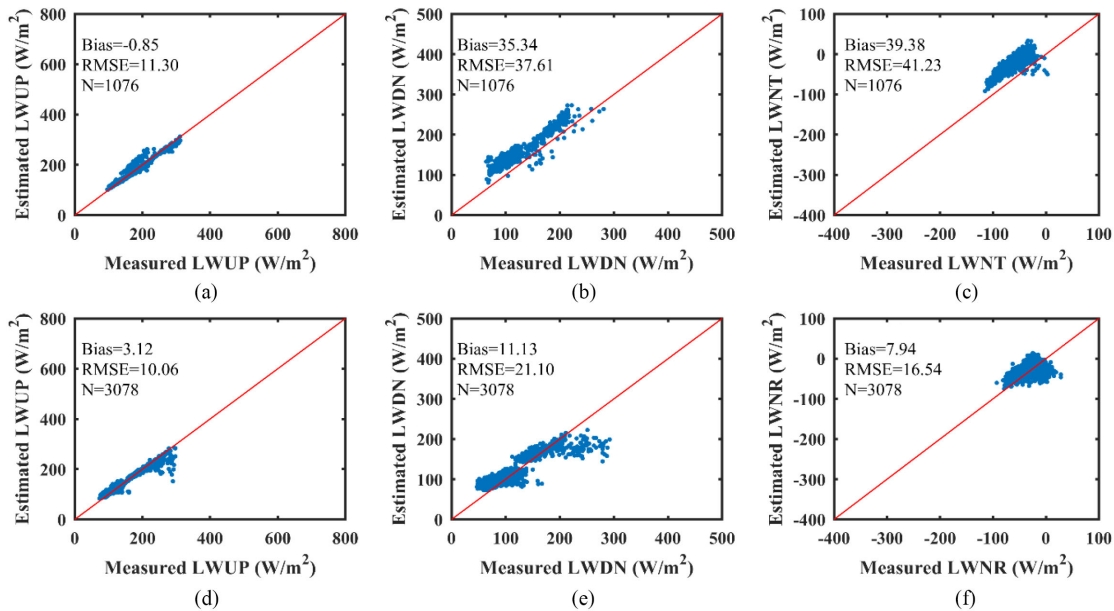 800
600
400
200
0
Estimated LWUP (W/m²)
Bias=-0.85
RMSE=11.30
N=1076
0 200 400 600 800
Measured LWUP (W/m²)
(a)
500
400
300
200
100
0
Estimated LWDN (W/m²)
Bias=35.34
RMSE=37.61
N=1076
0 100 200 300 400 500
Measured LWDN (W/m²)
(b)
100
0
-100
-200
-300
-400
Estimated LWNT (W/m²)
Bias=39.38
RMSE=41.23
N=1076
-400 -300 -200 -100 0 100
Measured LWNT (W/m²)
(c)
800
600
400
200
0
Estimated LWUP (W/m²)
Bias=3.12
RMSE=10.06
N=3078
0 200 400 600 800
Measured LWUP (W/m²)
(d)
500
400
300
200
100
0
Estimated LWDN (W/m²)
Bias=11.13
RMSE=21.10
N=3078
0 100 200 300 400 500
Measured LWDN (W/m²)
(e)
100
0
-100
-200
-300
-400
Estimated LWNR (W/m²)
Bias=7.94
RMSE=16.54
N=3078
-400 -300 -200 -100 0 100
Measured LWNR (W/m²)
(f)